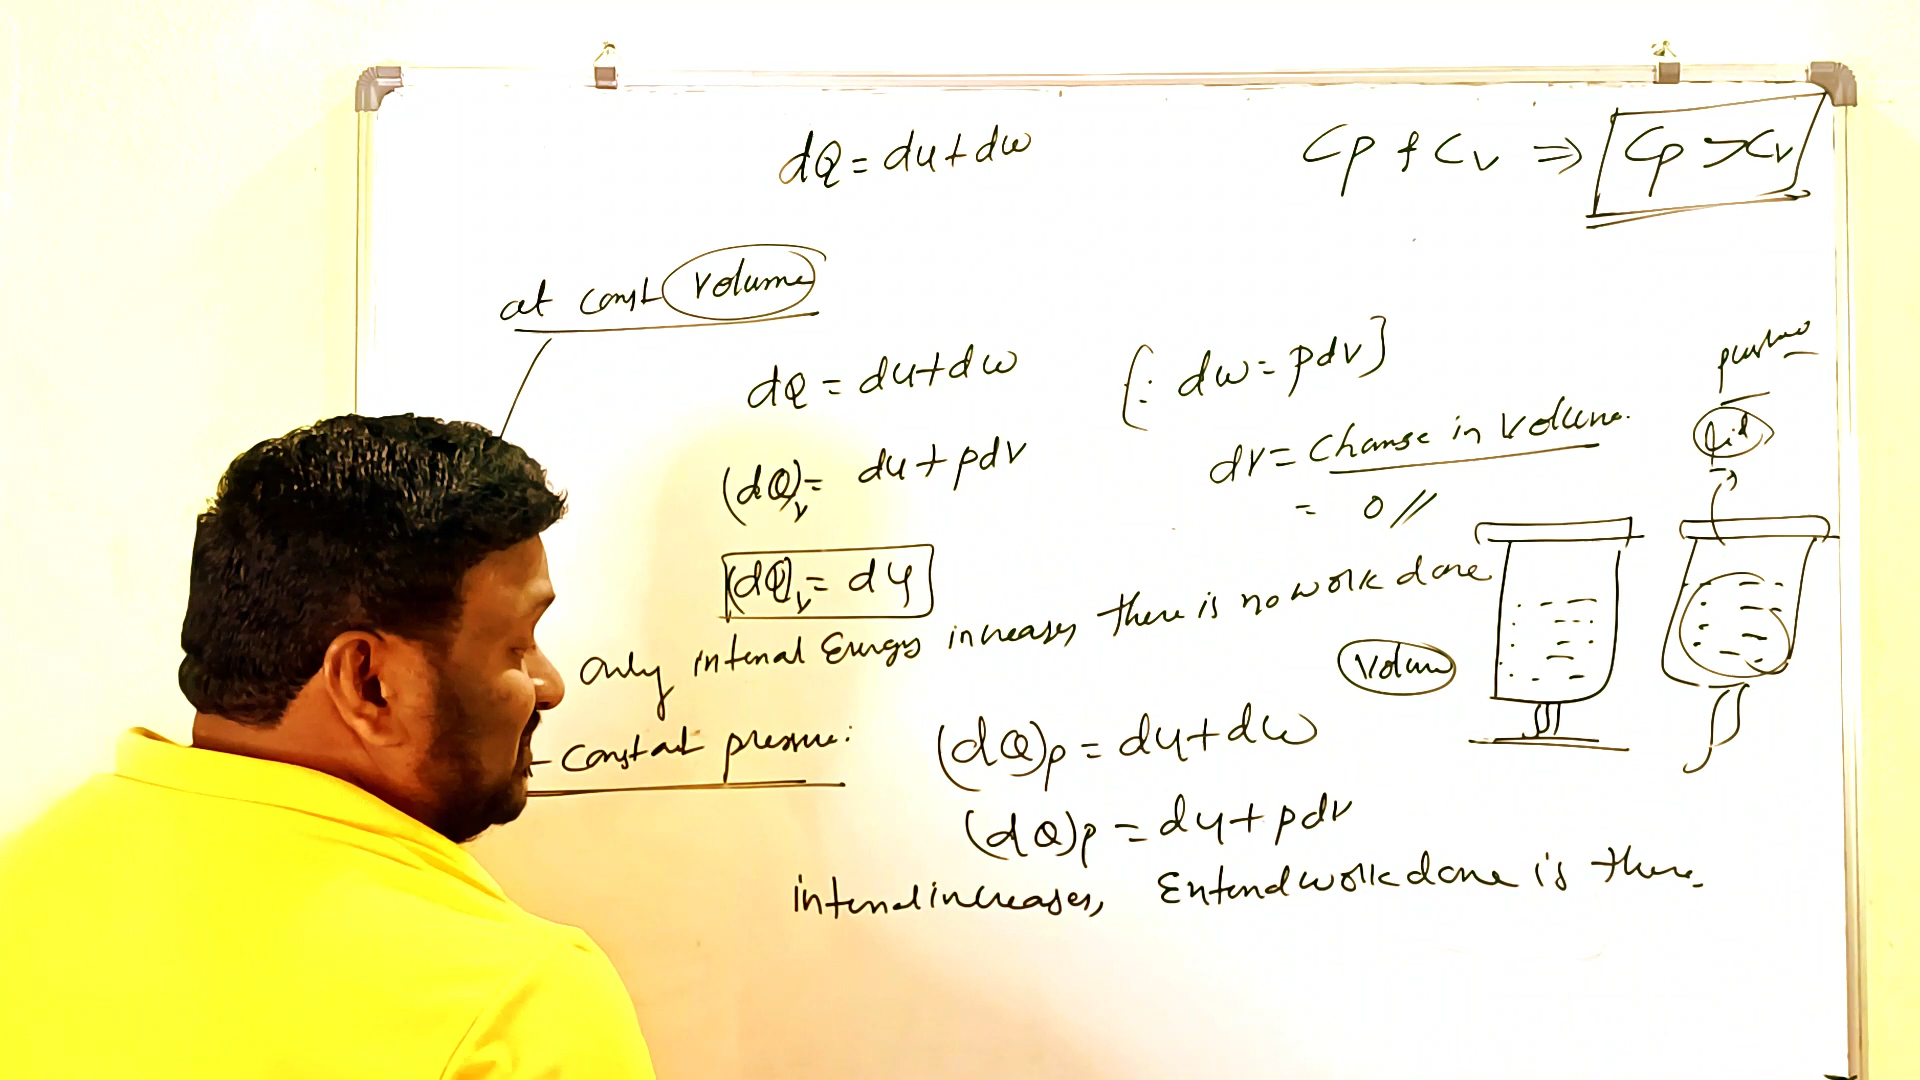 dQ = du + dw
Cp & Cv ⇒ Cp > Cv
at const Volume
dQ = du + dw
[∵ dw = pdv]
(dQ)v = du + pdv
dv = Change in Volume.
= 0 //
lid
(dQ)v = du
Only internal Energy increases, there is no work done
Volume
Constant pressure:
(dQ)p = du + dw
(dQ)p = du + pdv
internal increases, External work done is there.